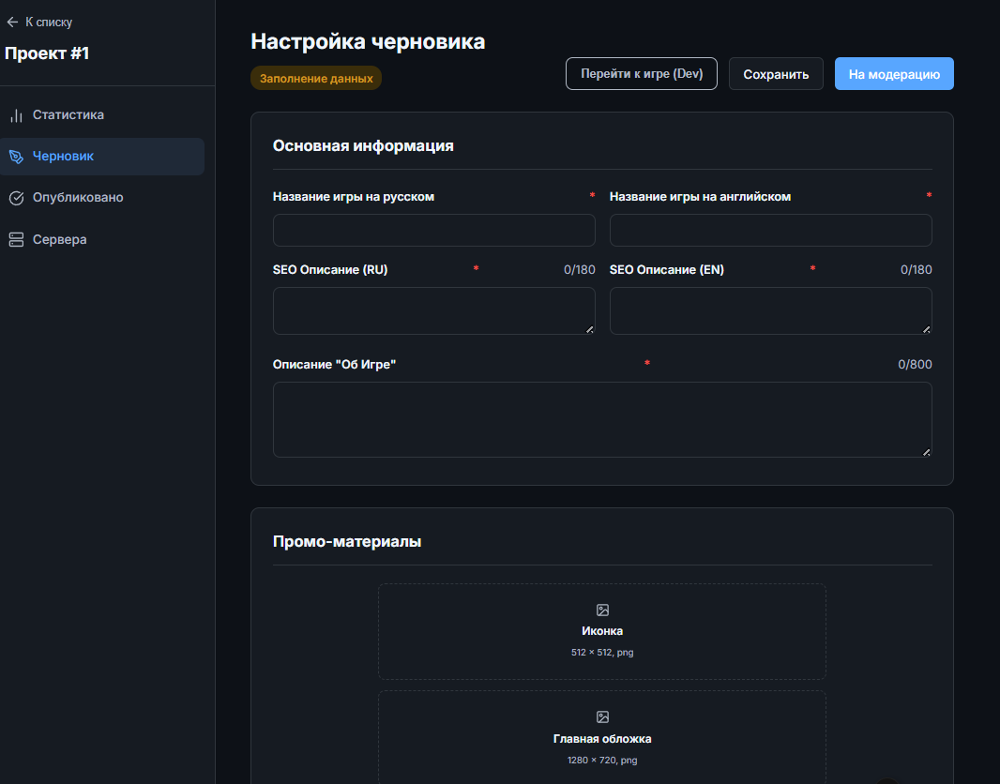 К списку
Проект #1
Статистика
Черновик
Опубликовано
Сервера
Настройка черновика
Заполнение данных
Перейти к игре (Dev)
Сохранить
На модерацию
Основная информация
Название игры на русском *
Название игры на английском *
SEO Описание (RU) * 0/180
SEO Описание (EN) * 0/180
Описание "Об Игре" * 0/800
Промо-материалы
Иконка
512 × 512, png
Главная обложка
1280 × 720, png